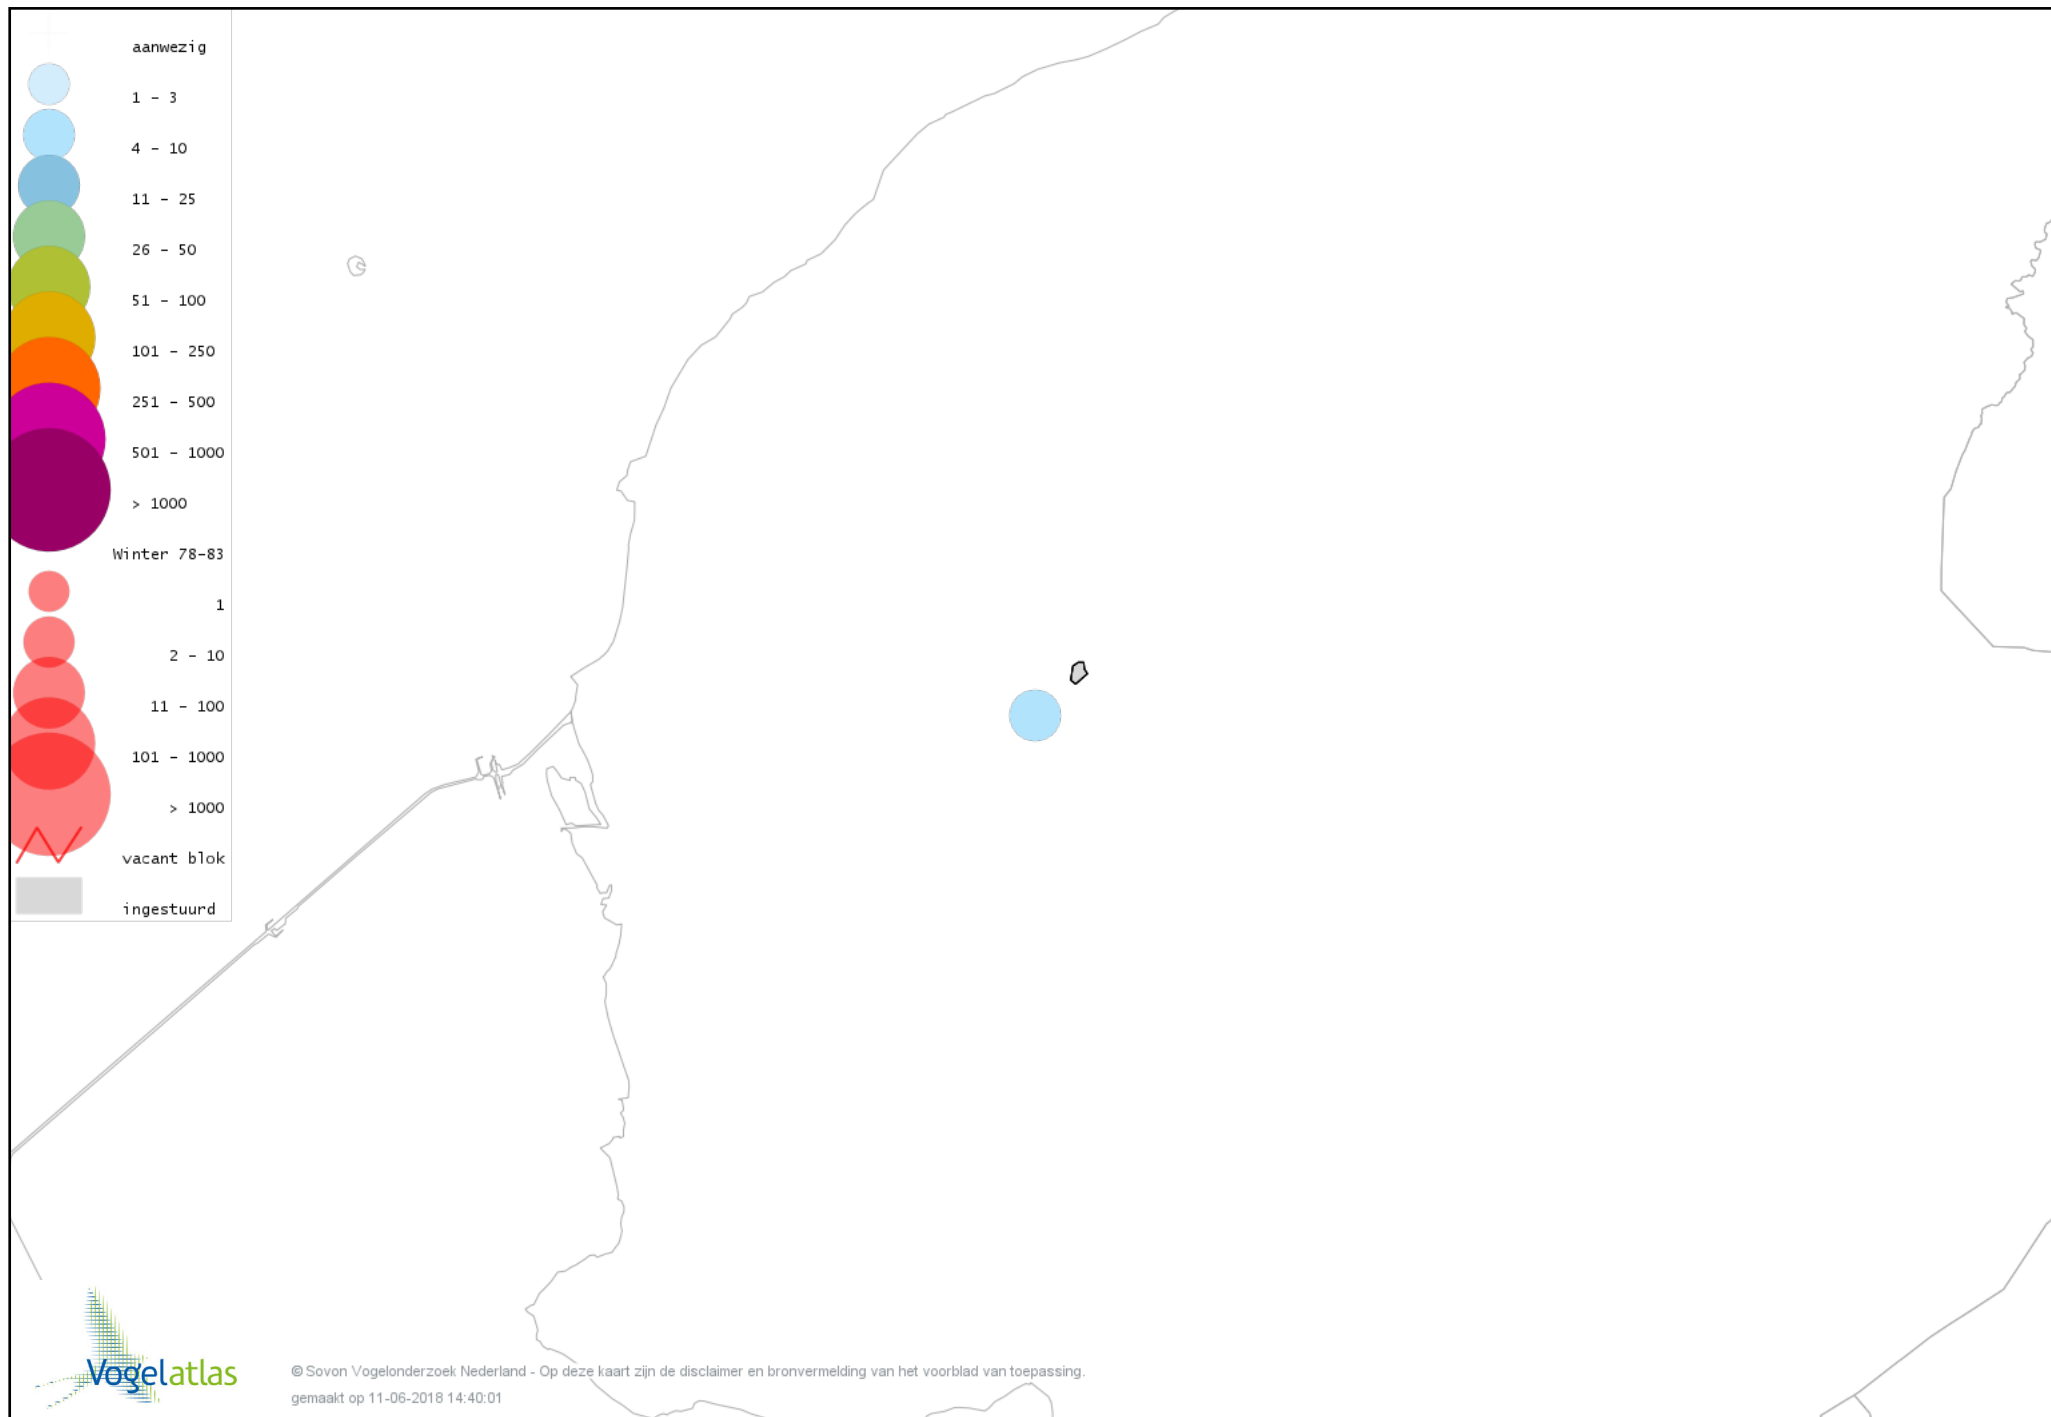 aanwezig
1 - 3
4 - 10
11 - 25
26 - 50
51 - 100
101 - 250
251 - 500
501 - 1000
> 1000
Winter 78-83
1
2 - 10
11 - 100
101 - 1000
> 1000
vacant blok
ingestuurd
Vogelatlas
© Sovon Vogelonderzoek Nederland - Op deze kaart zijn de disclaimer en bronvermelding van het voorblad van toepassing.
gemaakt op 11-06-2018 14:40:01